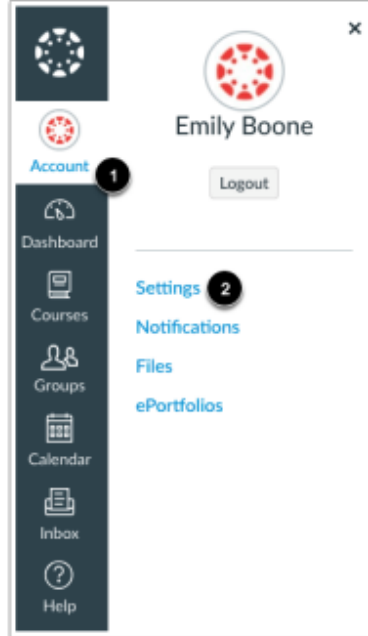 ×
Emily Boone
Logout
Account
1
Dashboard
Courses
Groups
Calendar
Inbox
Help
Settings 2
Notifications
Files
ePortfolios